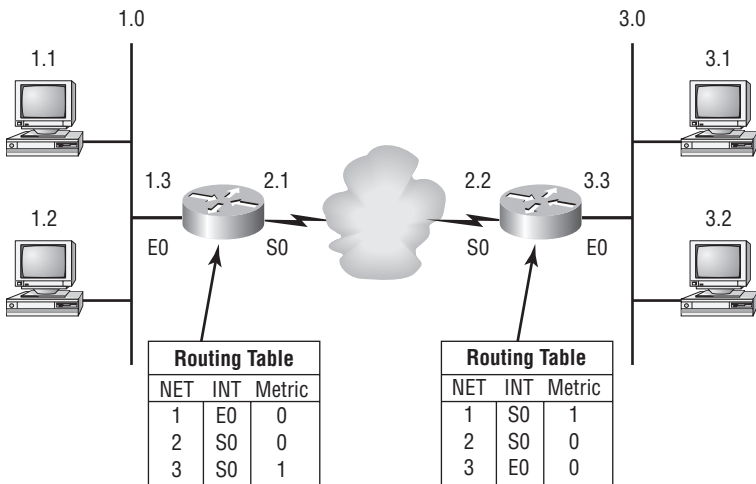 1.0
3.0
1.1
3.1
1.3
2.1
2.2
3.3
1.2
3.2
E0
S0
S0
E0
Routing Table
NET INT Metric
1 E0 0
2 S0 0
3 S0 1
Routing Table
NET INT Metric
1 S0 1
2 S0 0
3 E0 0